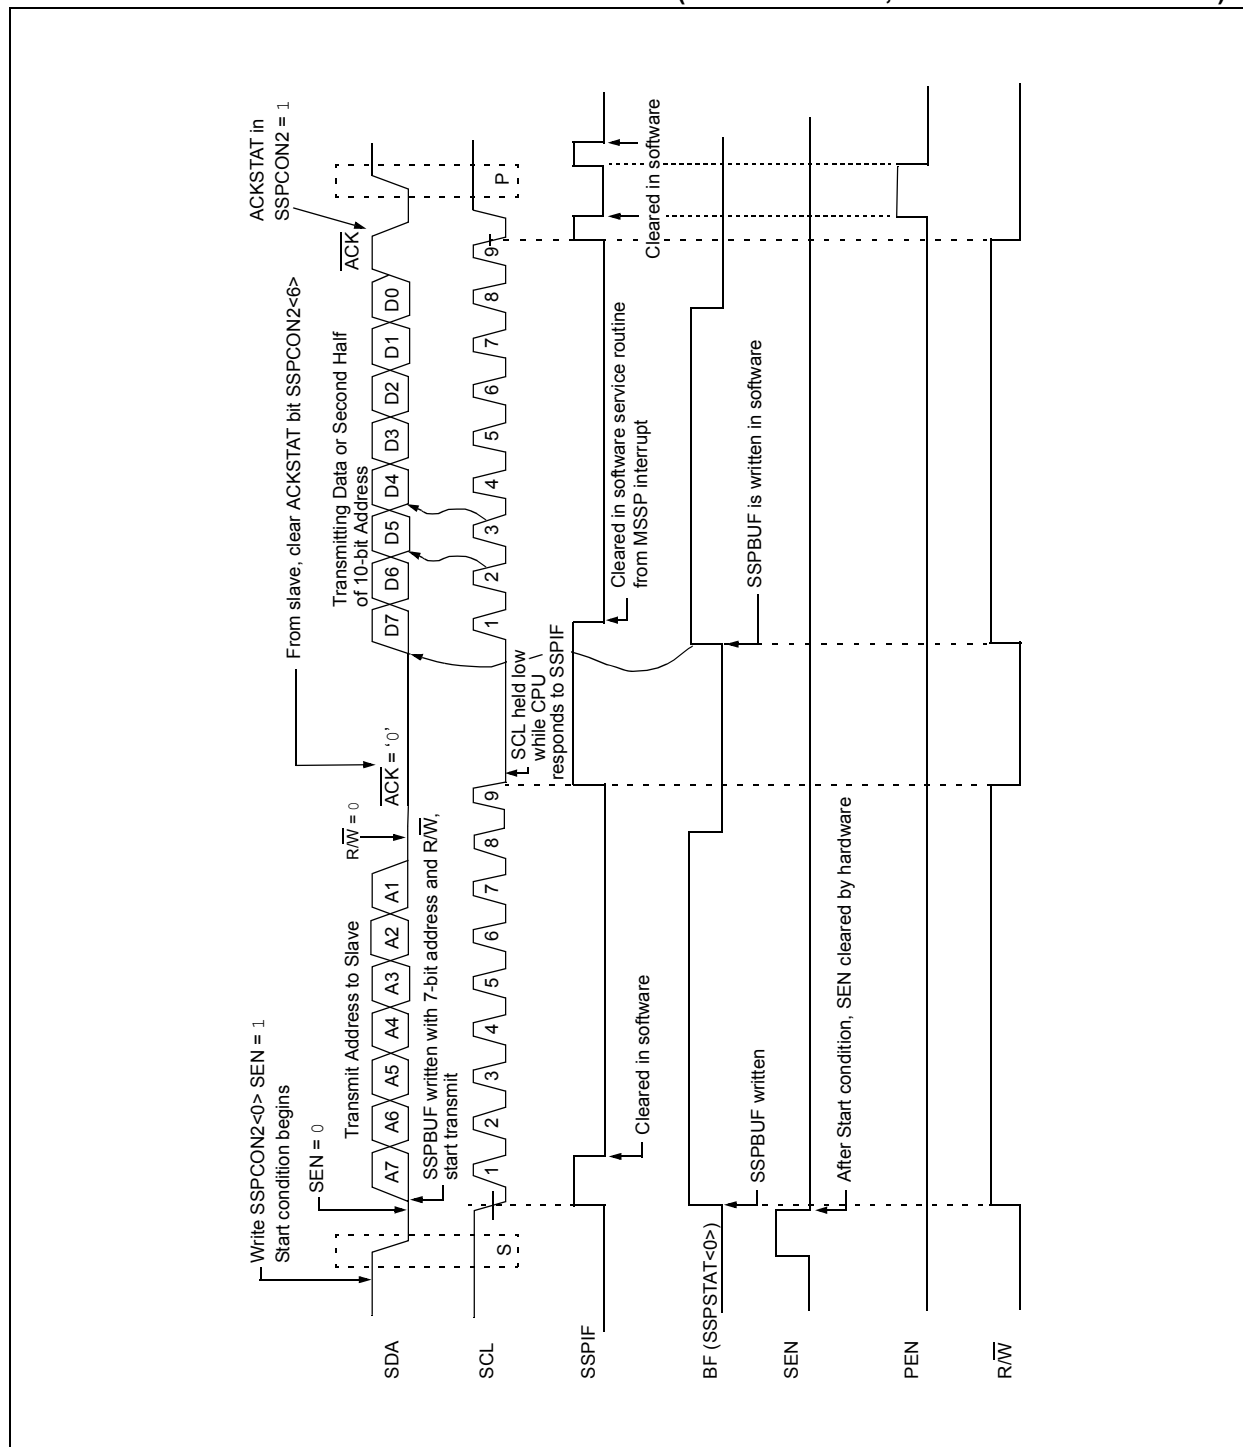 Write SSPCON2<0> SEN = 1
Start condition begins
SEN = 0
Transmit Address to Slave
R/W = 0
From slave, clear ACKSTAT bit SSPCON2<6>
ACK = ‘0’
Transmitting Data or Second Half
of 10-bit Address
ACK
ACKSTAT in
SSPCON2 = 1
SDA
A7 A6 A5 A4 A3 A2 A1
D7 D6 D5 D4 D3 D2 D1 D0
SSPBUF written with 7-bit address and R/W,
start transmit
SCL
S
1 2 3 4 5 6 7 8 9
1 2 3 4 5 6 7 8 9
P
SCL held low
while CPU
responds to SSPIF
SSPIF
Cleared in software
Cleared in software service routine
from MSSP interrupt
Cleared in software
BF (SSPSTAT<0>)
SSPBUF written
SSPBUF is written in software
SEN
After Start condition, SEN cleared by hardware
PEN
R/W